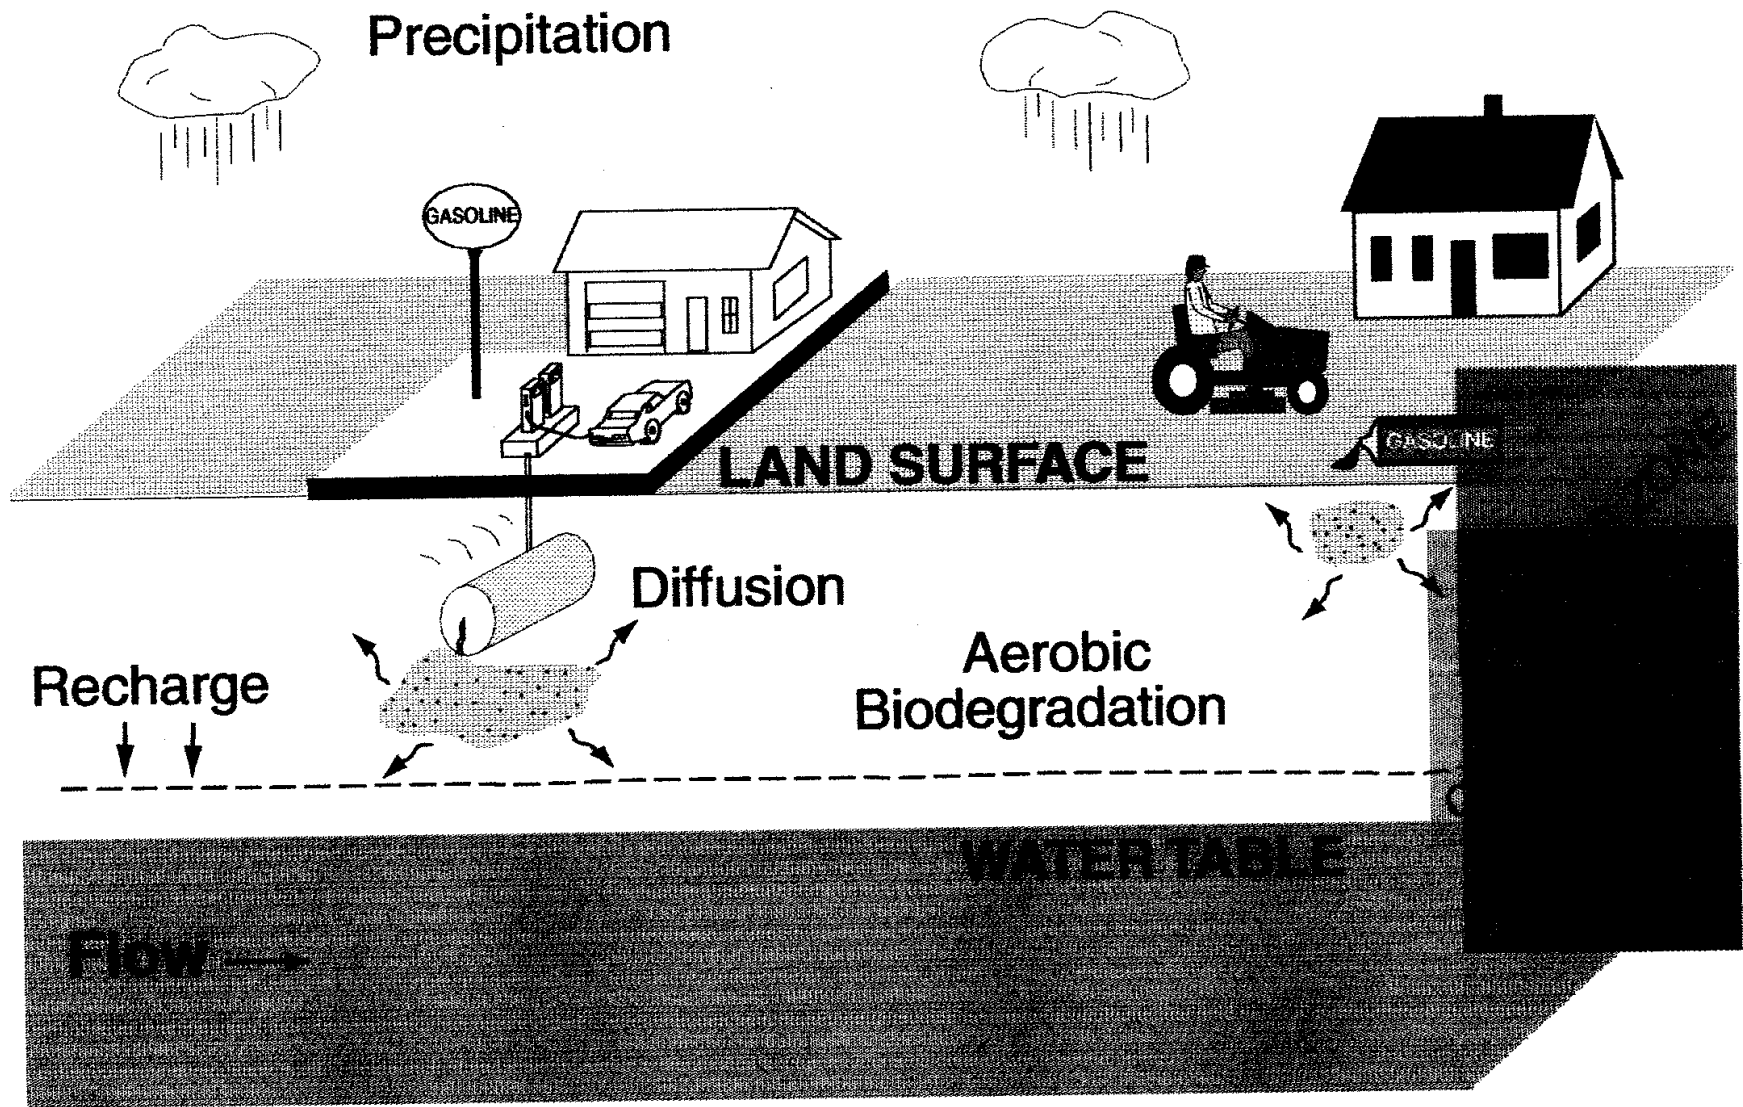 Precipitation
GASOLINE
LAND SURFACE
GASOLINE
Diffusion
Aerobic
Biodegradation
Recharge
WATER TABLE
Flow